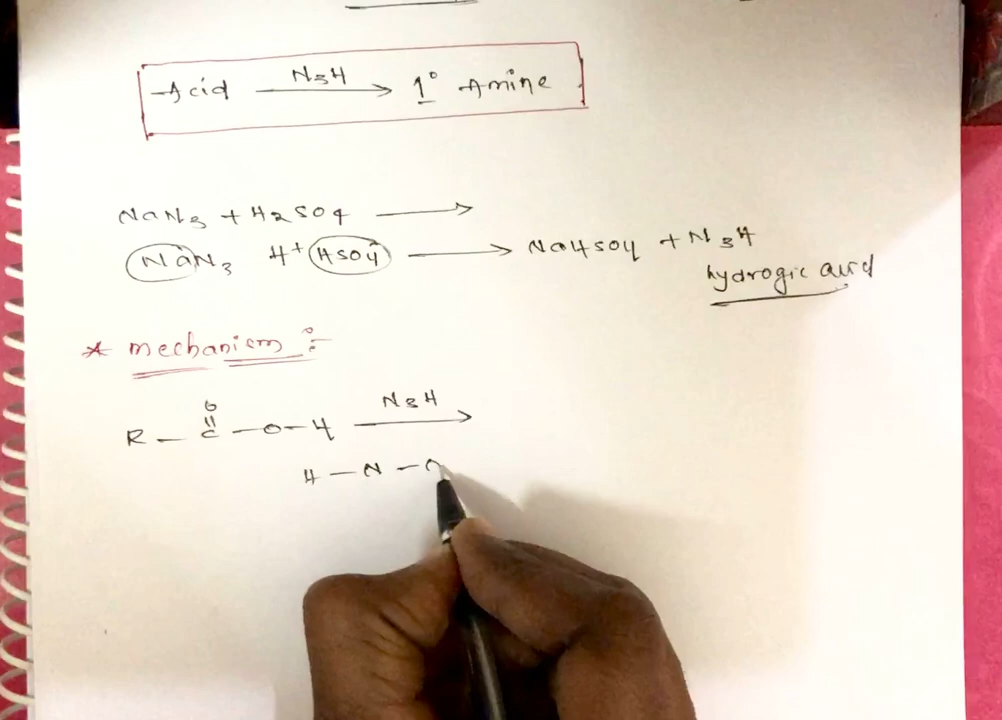 Acid N3H → 1° Amine
NaN3 + H2SO4 →
NaN3 H+ HSO4- → NaHSO4 + N3H
hydrogic acid
* mechanism :-
O
R - C - O - H N3H →
H - N -